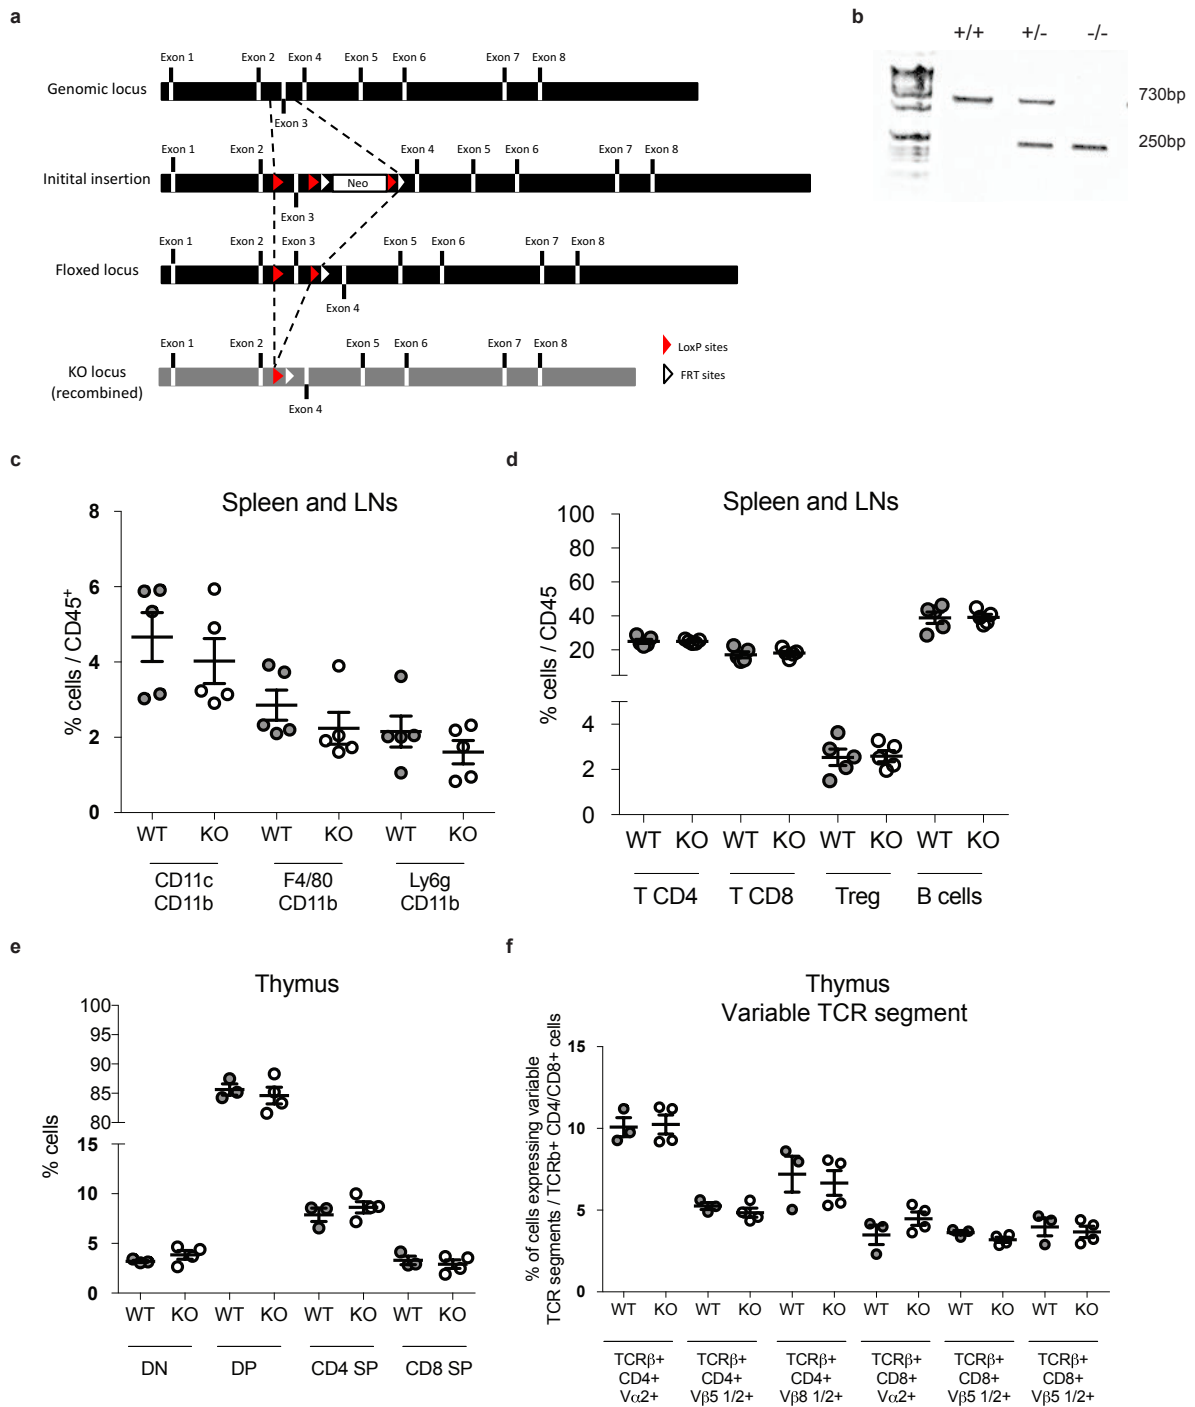 a
Exon 1
Exon 2
Exon 4
Exon 5
Exon 6
Exon 7
Exon 8
Genomic locus
Exon 3
Exon 1
Exon 2
Exon 4
Exon 5
Exon 6
Exon 7
Exon 8
Initital insertion
Neo
Exon 3
Exon 1
Exon 2
Exon 3
Exon 5
Exon 6
Exon 7
Exon 8
Floxed locus
Exon 4
Exon 1
Exon 2
Exon 5
Exon 6
Exon 7
Exon 8
KO locus
(recombined)
Exon 4
LoxP sites
FRT sites
b
+/+ +/- -/-
730bp
250bp
c
Spleen and LNs
% cells / CD45+
8
6
4
2
0
WT KO WT KO WT KO
CD11c F4/80 Ly6g
CD11b CD11b CD11b
d
Spleen and LNs
% cells / CD45
100
80
60
40
20
4
2
0
WT KO WT KO WT KO WT KO
T CD4 T CD8 Treg B cells
e
Thymus
% cells
100
95
90
85
80
15
10
5
0
WT KO WT KO WT KO WT KO
DN DP CD4 SP CD8 SP
f
Thymus
Variable TCR segment
% of cells expressing variable
TCR segments / TCRb+ CD4/CD8+ cells
15
10
5
0
WT KO WT KO WT KO WT KO WT KO WT KO
TCRβ+ TCRβ+ TCRβ+ TCRβ+ TCRβ+ TCRβ+
CD4+ CD4+ CD4+ CD8+ CD8+ CD8+
Vα2+ Vβ5 1/2+ Vβ8 1/2+ Vα2+ Vβ5 1/2+ Vβ5 1/2+